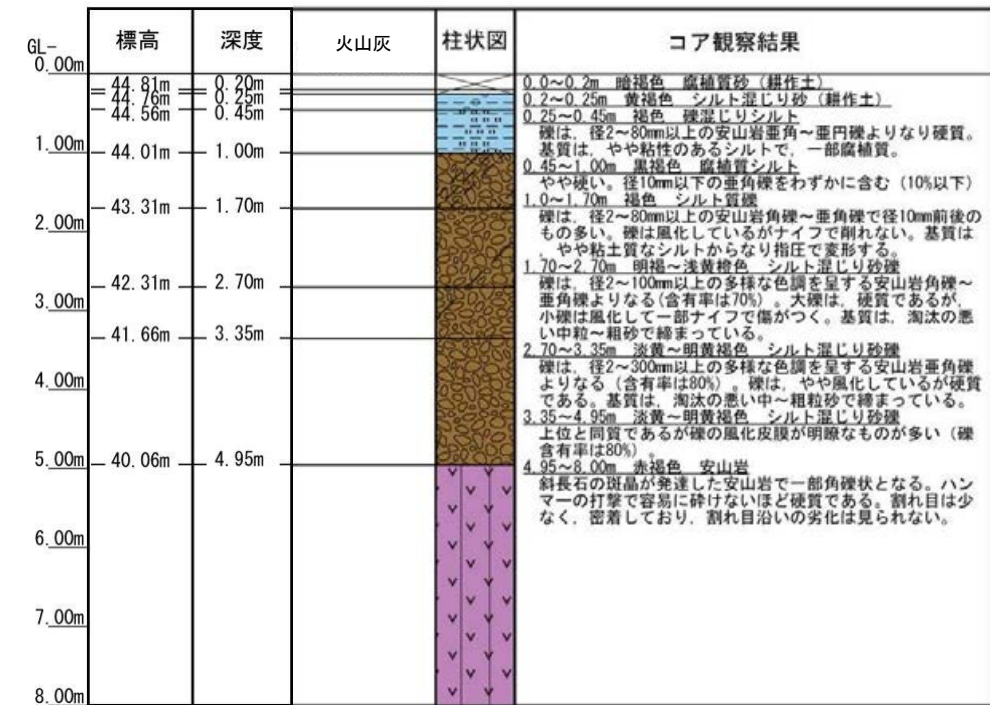 標高 深度 火山灰 柱状図 コア観察結果
GL-
0.00m
44.81m 0.20m
44.76m 0.25m
44.56m 0.45m
1.00m
44.01m 1.00m
43.31m 1.70m
2.00m
42.31m 2.70m
3.00m
41.66m 3.35m
4.00m
5.00m
40.06m 4.95m
6.00m
7.00m
8.00m
0.0～0.2m 暗褐色 腐植質砂（耕作土）
0.2～0.25m 黄褐色 シルト混じり砂（耕作土）
0.25～0.45m 褐色 礫混じりシルト
礫は，径2～80mm以上の安山岩亜角～亜円礫よりなり硬質。
基質は，やや粘性のあるシルトで，一部腐植質。
0.45～1.00m 黒褐色 腐植質シルト
やや硬い。径10mm以下の亜角礫をわずかに含む（10%以下）
1.0～1.70m 褐色 シルト質礫
礫は，径2～80mm以上の安山岩角礫～亜角礫で径10mm前後の
もの多い。礫は風化しているがナイフで削れない。基質は
，やや粘土質なシルトからなり指圧で変形する。
1.70～2.70m 明褐～浅黄橙色 シルト混じり砂礫
礫は，径2～100mm以上の多様な色調を呈する安山岩角礫～
亜角礫よりなる(含有率は70%）。大礫は，硬質であるが，
小礫は風化して一部ナイフで傷がつく。基質は，淘汰の悪
い中粒～粗砂で締まっている。
2.70～3.35m 淡黄～明黄褐色 シルト混じり砂礫
礫は，径2～300mm以上の多様な色調を呈する安山岩亜角礫
よりなる（含有率は80%）。礫は，やや風化しているが硬質
である。基質は，淘汰の悪い中～粗粒砂で締まっている。
3.35～4.95m 淡黄～明黄褐色 シルト混じり砂礫
上位と同質であるが礫の風化皮膜が明瞭なものが多い（礫
含有率は80%）。
4.95～8.00m 赤褐色 安山岩
斜長石の斑晶が発達した安山岩で一部角礫状となる。ハン
マーの打撃で容易に砕けないほど硬質である。割れ目は少
なく，密着しており，割れ目沿いの劣化は見られない。